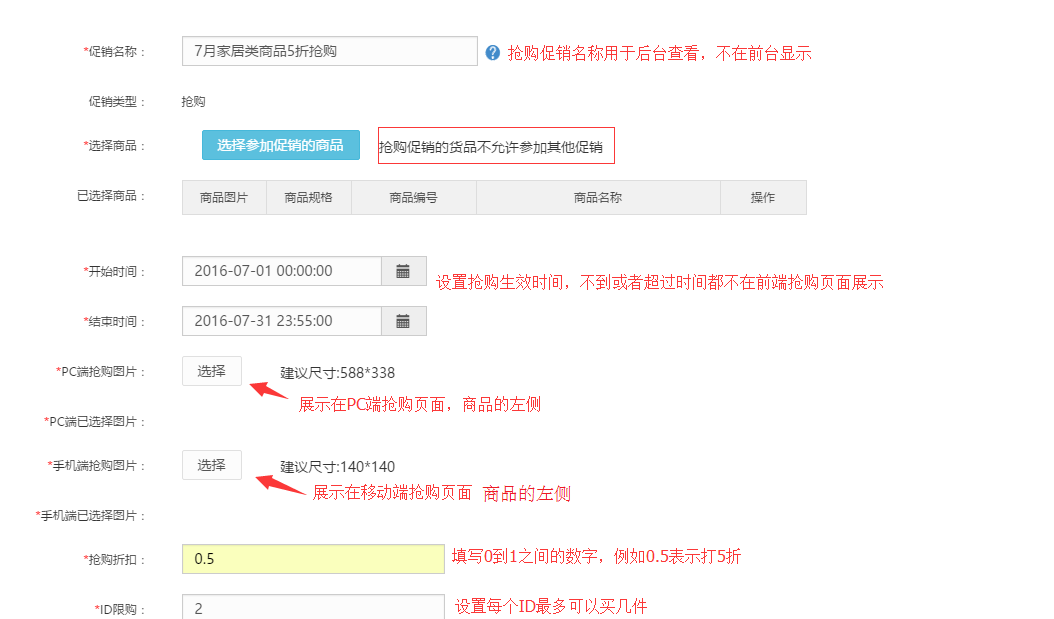 *促销名称： 7月家居类商品5折抢购 ? 抢购促销名称用于后台查看，不在前台显示
促销类型： 抢购
*选择商品： 选择参加促销的商品 抢购促销的货品不允许参加其他促销
已选择商品： 商品图片 商品规格 商品编号 商品名称 操作
*开始时间： 2016-07-01 00:00:00 设置抢购生效时间，不到或者超过时间都不在前端抢购页面展示
*结束时间： 2016-07-31 23:55:00
*PC端抢购图片： 选择 建议尺寸:588*338
展示在PC端抢购页面，商品的左侧
*PC端已选择图片：
*手机端抢购图片： 选择 建议尺寸:140*140
展示在移动端抢购页面 商品的左侧
*手机端已选择图片：
*抢购折扣： 0.5 填写0到1之间的数字，例如0.5表示打5折
*ID限购： 2 设置每个ID最多可以买几件